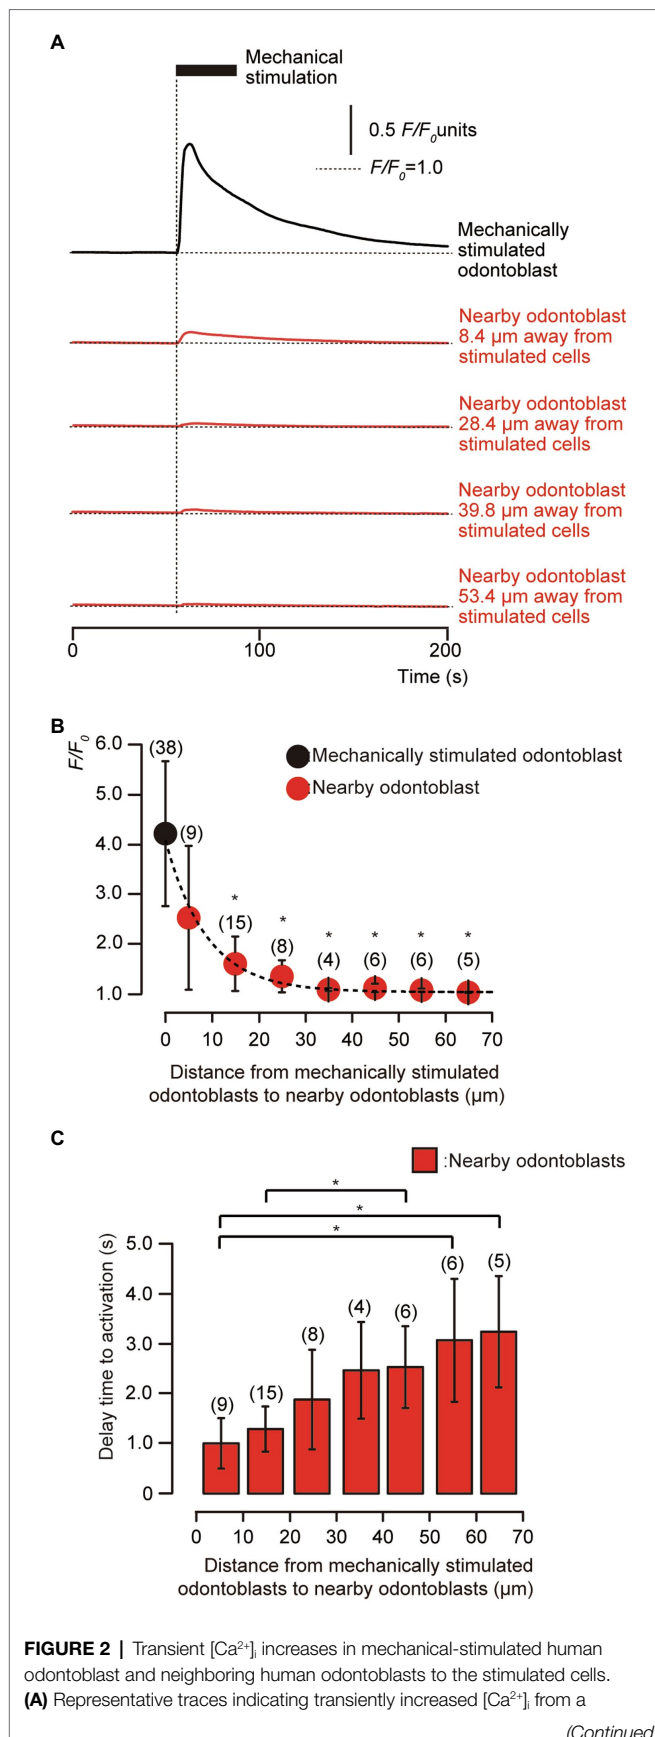 A
Mechanical
stimulation
0.5 F/F0 units
F/F0=1.0
Mechanically
stimulated
odontoblast
Nearby odontoblast
8.4 µm away from
stimulated cells
Nearby odontoblast
28.4 µm away from
stimulated cells
Nearby odontoblast
39.8 µm away from
stimulated cells
Nearby odontoblast
53.4 µm away from
stimulated cells
0 100 200
Time (s)
B
F/F0
6.0
5.0
4.0
3.0
2.0
1.0
(38)
(9)
(15)
(8)
(4)
(6)
(6)
(5)
* * * * * *
:Mechanically stimulated odontoblast
:Nearby odontoblast
0 10 20 30 40 50 60 70
Distance from mechanically stimulated
odontoblasts to nearby odontoblasts (µm)
C
:Nearby odontoblasts
*
*
*
Delay time to activation (s)
5.0
4.0
3.0
2.0
1.0
0
(9)
(15)
(8)
(4)
(6)
(6)
(5)
0 10 20 30 40 50 60 70
Distance from mechanically stimulated
odontoblasts to nearby odontoblasts (µm)
FIGURE 2 | Transient [Ca2+]i increases in mechanical-stimulated human
odontoblast and neighboring human odontoblasts to the stimulated cells.
(A) Representative traces indicating transiently increased [Ca2+]i from a
(Continued